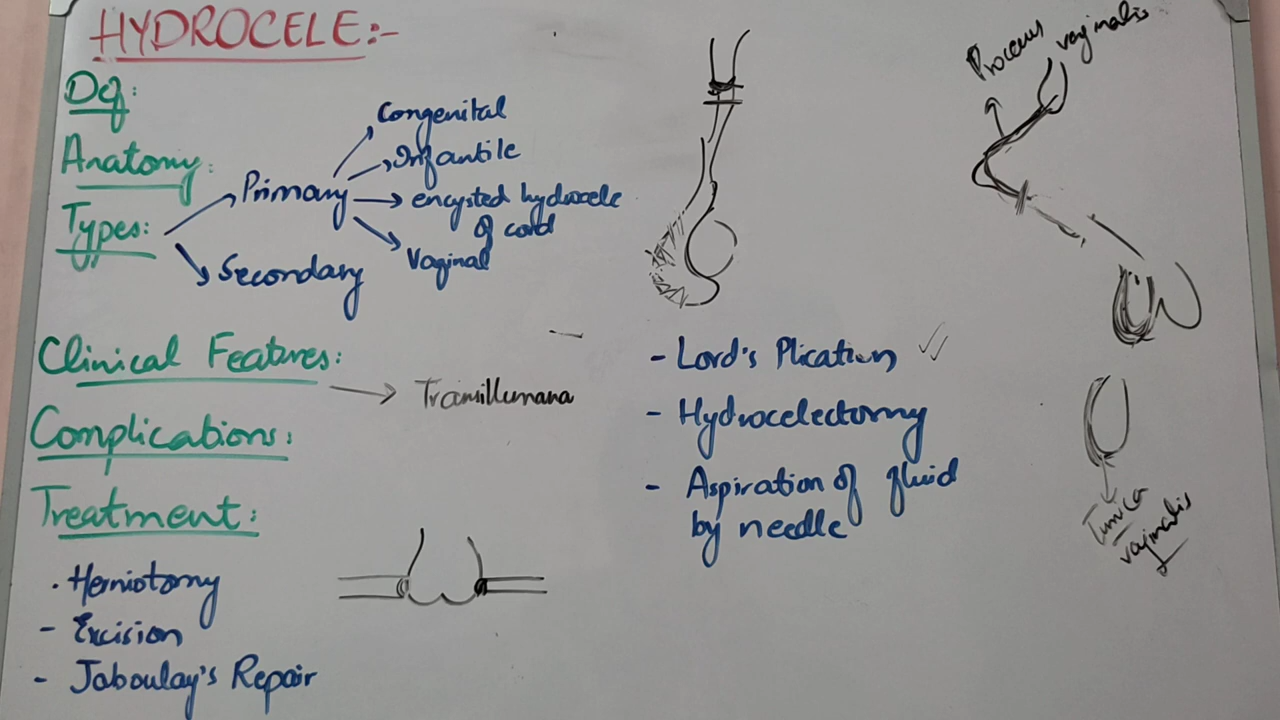 HYDROCELE:-
Def:
Anatomy:
Types:
Primary
Congenital
Infantile
encysted hydrocele
of cord
Vaginal
Secondary
Clinical Features:
Complications:
Treatment:
. Herniotomy
- Excision
- Jaboulay's Repair
- Lord's Plication
- Hydrocelectomy
- Aspiration of fluid
by needle
Processus
vaginalis
Tunica
vaginalis